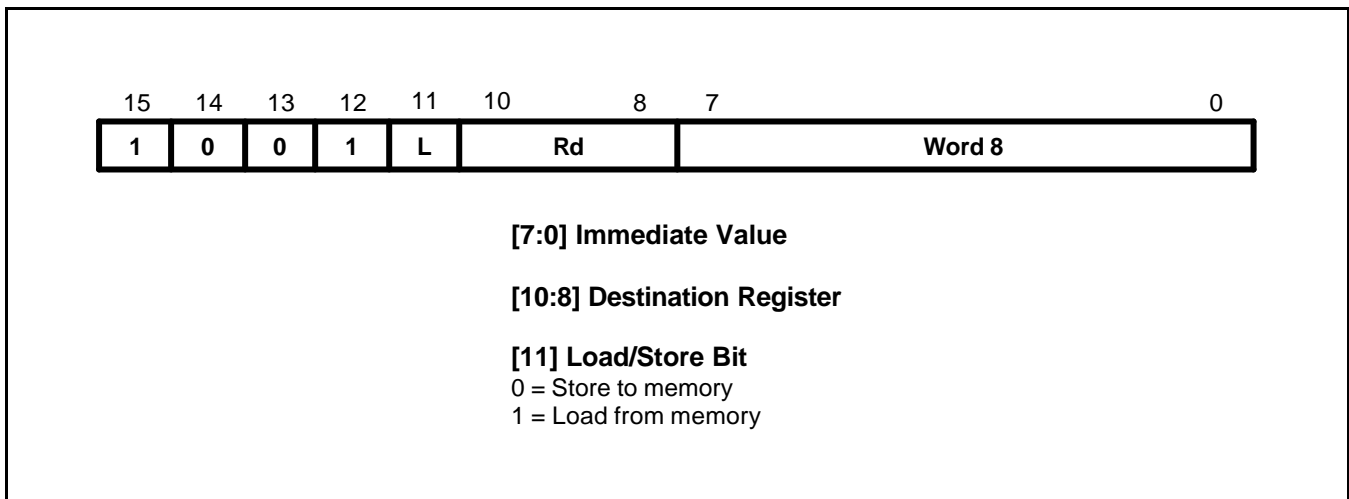 15 14 13 12 11 10 8 7 0
1 0 0 1 L Rd Word 8
[7:0] Immediate Value
[10:8] Destination Register
[11] Load/Store Bit
0 = Store to memory
1 = Load from memory